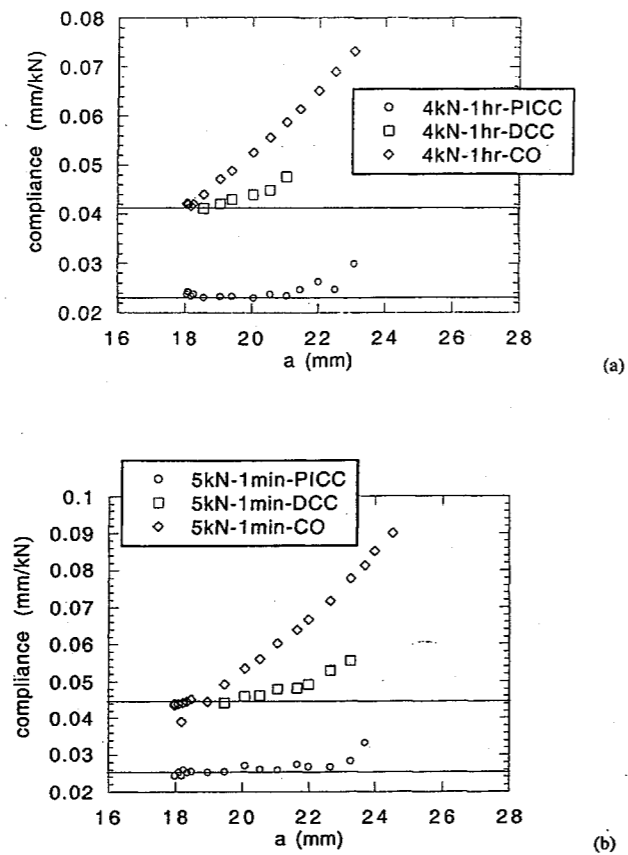 0.08
0.07
0.06
0.05
0.04
0.03
0.02
compliance (mm/kN)
4kN-1hr-PICC
4kN-1hr-DCC
4kN-1hr-CO
16 18 20 22 24 26 28
a (mm)
(a)
5kN-1min-PICC
5kN-1min-DCC
5kN-1min-CO
0.1
0.09
0.08
0.07
0.06
0.05
0.04
0.03
0.02
compliance (mm/kN)
16 18 20 22 24 26 28
a (mm)
(b)